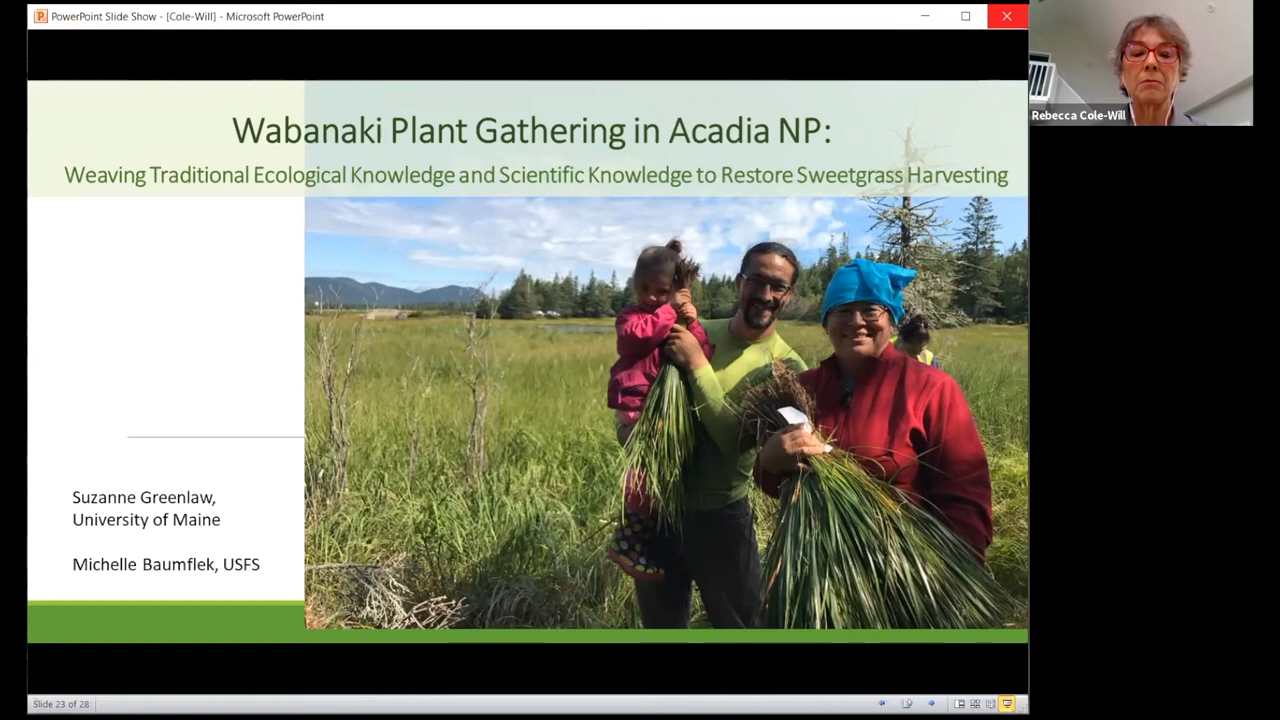 PowerPoint Slide Show - [Cole-Will] - Microsoft PowerPoint
Rebecca Cole-Will
Wabanaki Plant Gathering in Acadia NP:
Weaving Traditional Ecological Knowledge and Scientific Knowledge to Restore Sweetgrass Harvesting
Suzanne Greenlaw,
University of Maine
Michelle Baumflek, USFS
Slide 23 of 28